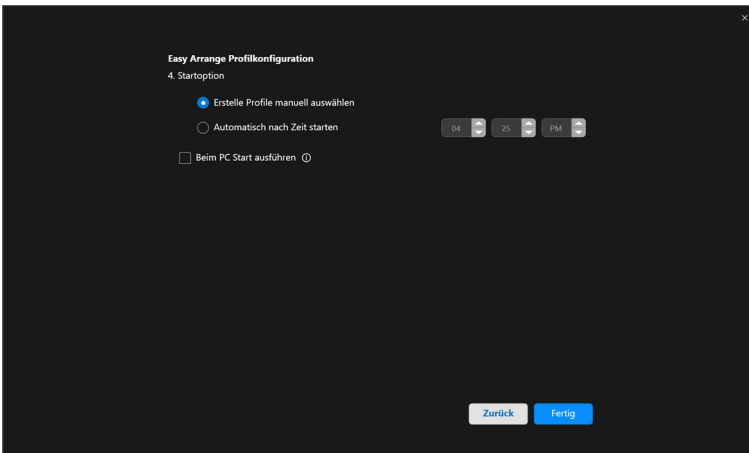 Easy Arrange Profilkonfiguration
4. Startoption
Erstelle Profile manuell auswählen
Automatisch nach Zeit starten 04 25 PM
Beim PC Start ausführen
Zurück Fertig